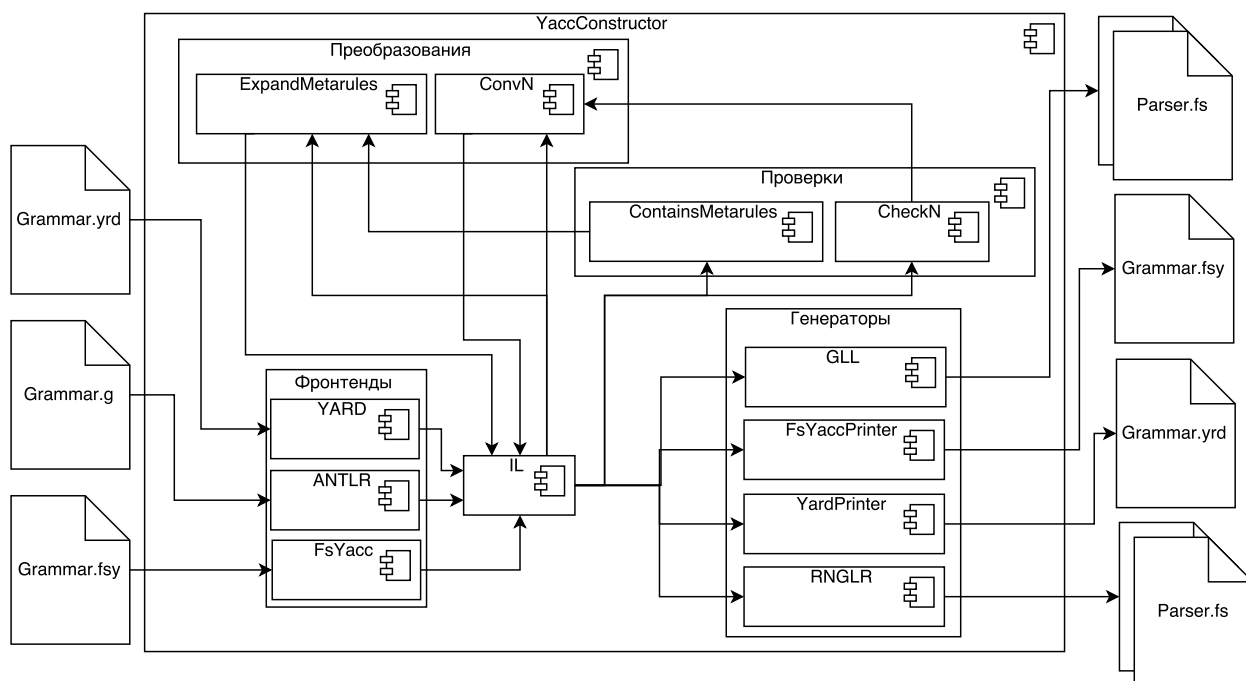 YaccConstructor
Преобразования
ExpandMetarules
ConvN
Parser.fs
Проверки
Grammar.yrd
ContainsMetarules
CheckN
Grammar.fsy
Генераторы
GLL
Фронтенды
Grammar.g
YARD
FsYaccPrinter
Grammar.yrd
IL
ANTLR
YardPrinter
FsYacc
Grammar.fsy
RNGLR
Parser.fs